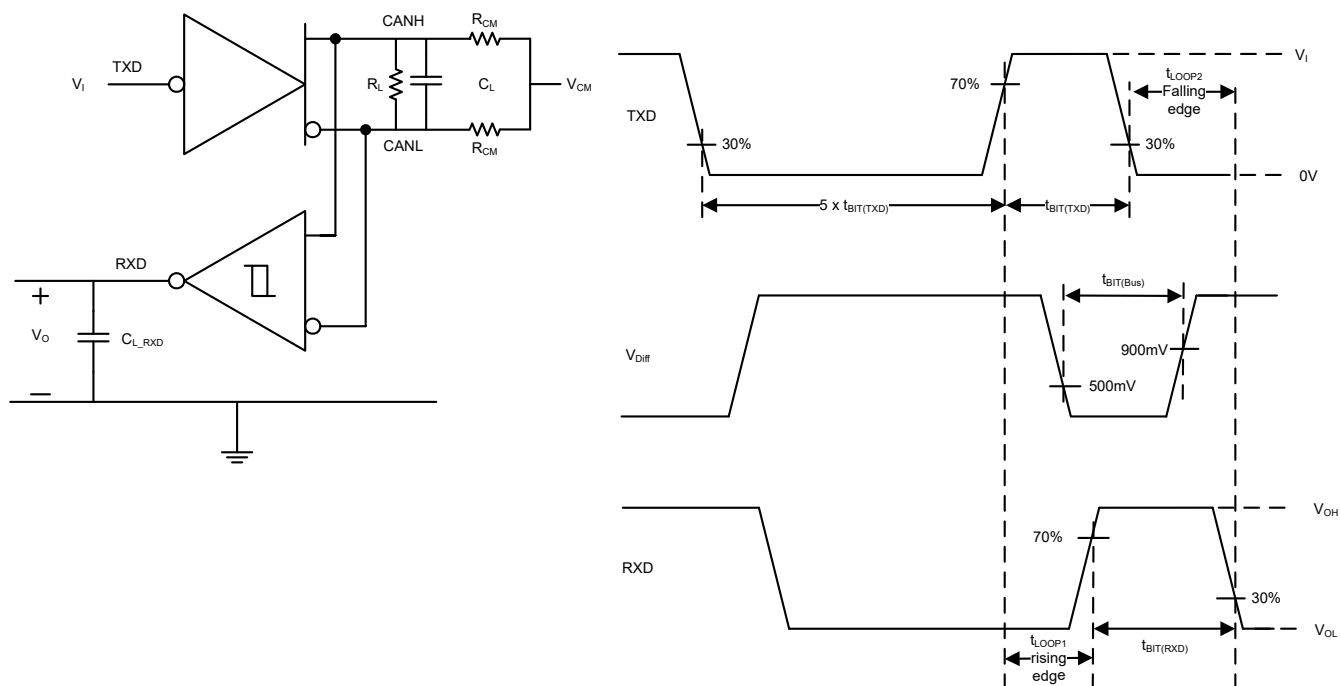 CANH
R_CM
TXD
V_I
R_L
C_L
V_CM
CANL
R_CM
RXD
+
V_O
C_L_RXD
—
TXD
70%
V_I
t_LOOP2
Falling
edge
30%
30%
0V
5 x t_BIT(TXD)
t_BIT(TXD)
V_Diff
t_BIT(Bus)
900mV
500mV
RXD
V_OH
70%
30%
V_OL
t_LOOP1
rising
edge
t_BIT(RXD)